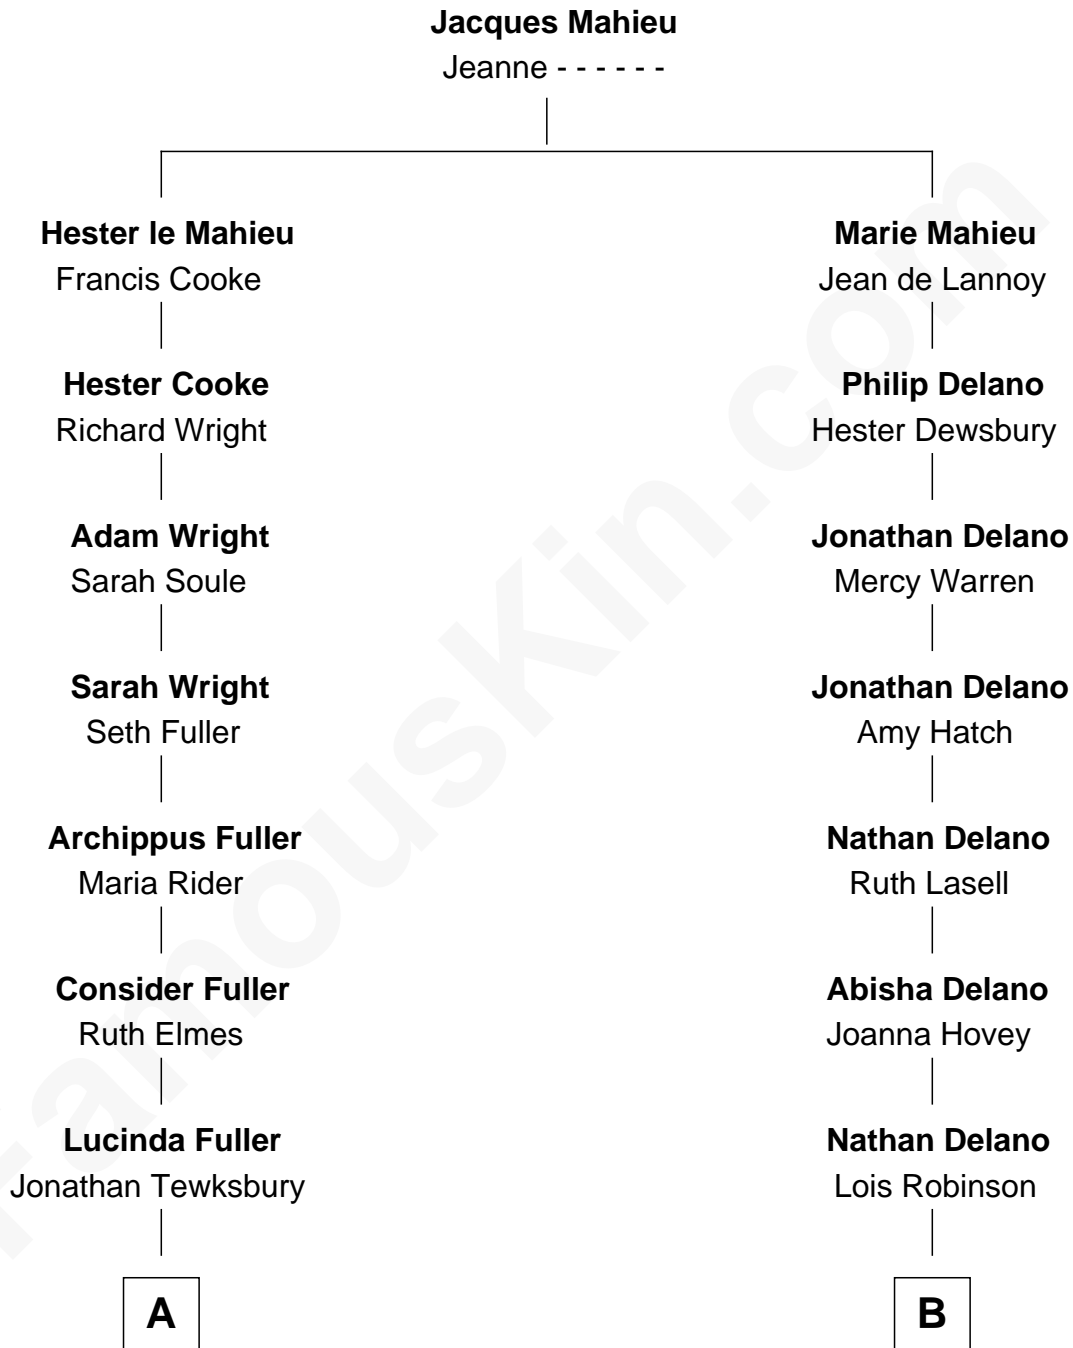 Jacques Mahieu
Jeanne - - - - - -
Hester le Mahieu
Francis Cooke
Marie Mahieu
Jean de Lannoy
Hester Cooke
Richard Wright
Philip Delano
Hester Dewsbury
Adam Wright
Sarah Soule
Jonathan Delano
Mercy Warren
Sarah Wright
Seth Fuller
Jonathan Delano
Amy Hatch
Archippus Fuller
Maria Rider
Nathan Delano
Ruth Lasell
Consider Fuller
Ruth Elmes
Abisha Delano
Joanna Hovey
Lucinda Fuller
Jonathan Tewksbury
Nathan Delano
Lois Robinson
A
B
FamousKin.com